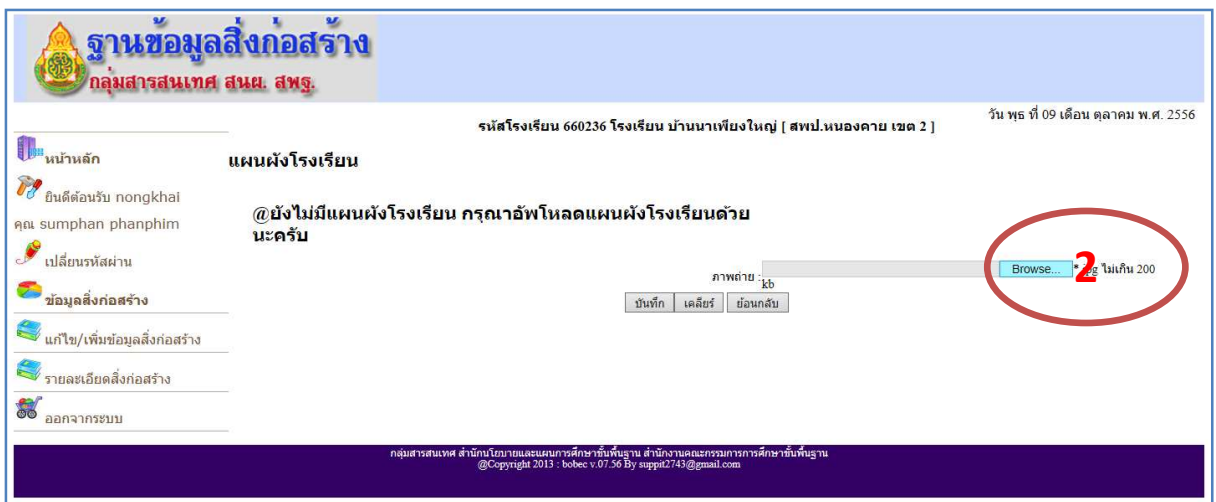 ฐานข้อมูลสิ่งก่อสร้าง
กลุ่มสารสนเทศ สนผ. สพฐ.
วัน พุธ ที่ 09 เดือน ตุลาคม พ.ศ. 2556
รหัสโรงเรียน 660236 โรงเรียน บ้านนาเพียงใหญ่ [ สพป.หนองคาย เขต 2 ]
หน้าหลัก
ยินดีต้อนรับ nongkhai
คุณ sumphan phanphim
เปลี่ยนรหัสผ่าน
ข้อมูลสิ่งก่อสร้าง
แก้ไข/เพิ่มข้อมูลสิ่งก่อสร้าง
รายละเอียดสิ่งก่อสร้าง
ออกจากระบบ
แผนผังโรงเรียน
@ยังไม่มีแผนผังโรงเรียน กรุณาอัพโหลดแผนผังโรงเรียนด้วย
นะครับ
ภาพถ่าย : Browse... * jpg ไม่เกิน 200
kb
2
บันทึก เคลียร์ ย้อนกลับ
กลุ่มสารสนเทศ สำนักนโยบายและแผนการศึกษาขั้นพื้นฐาน สำนักงานคณะกรรมการการศึกษาขั้นพื้นฐาน
@Copyright 2013 : bobec v.07.56 By suppit2743@gmail.com